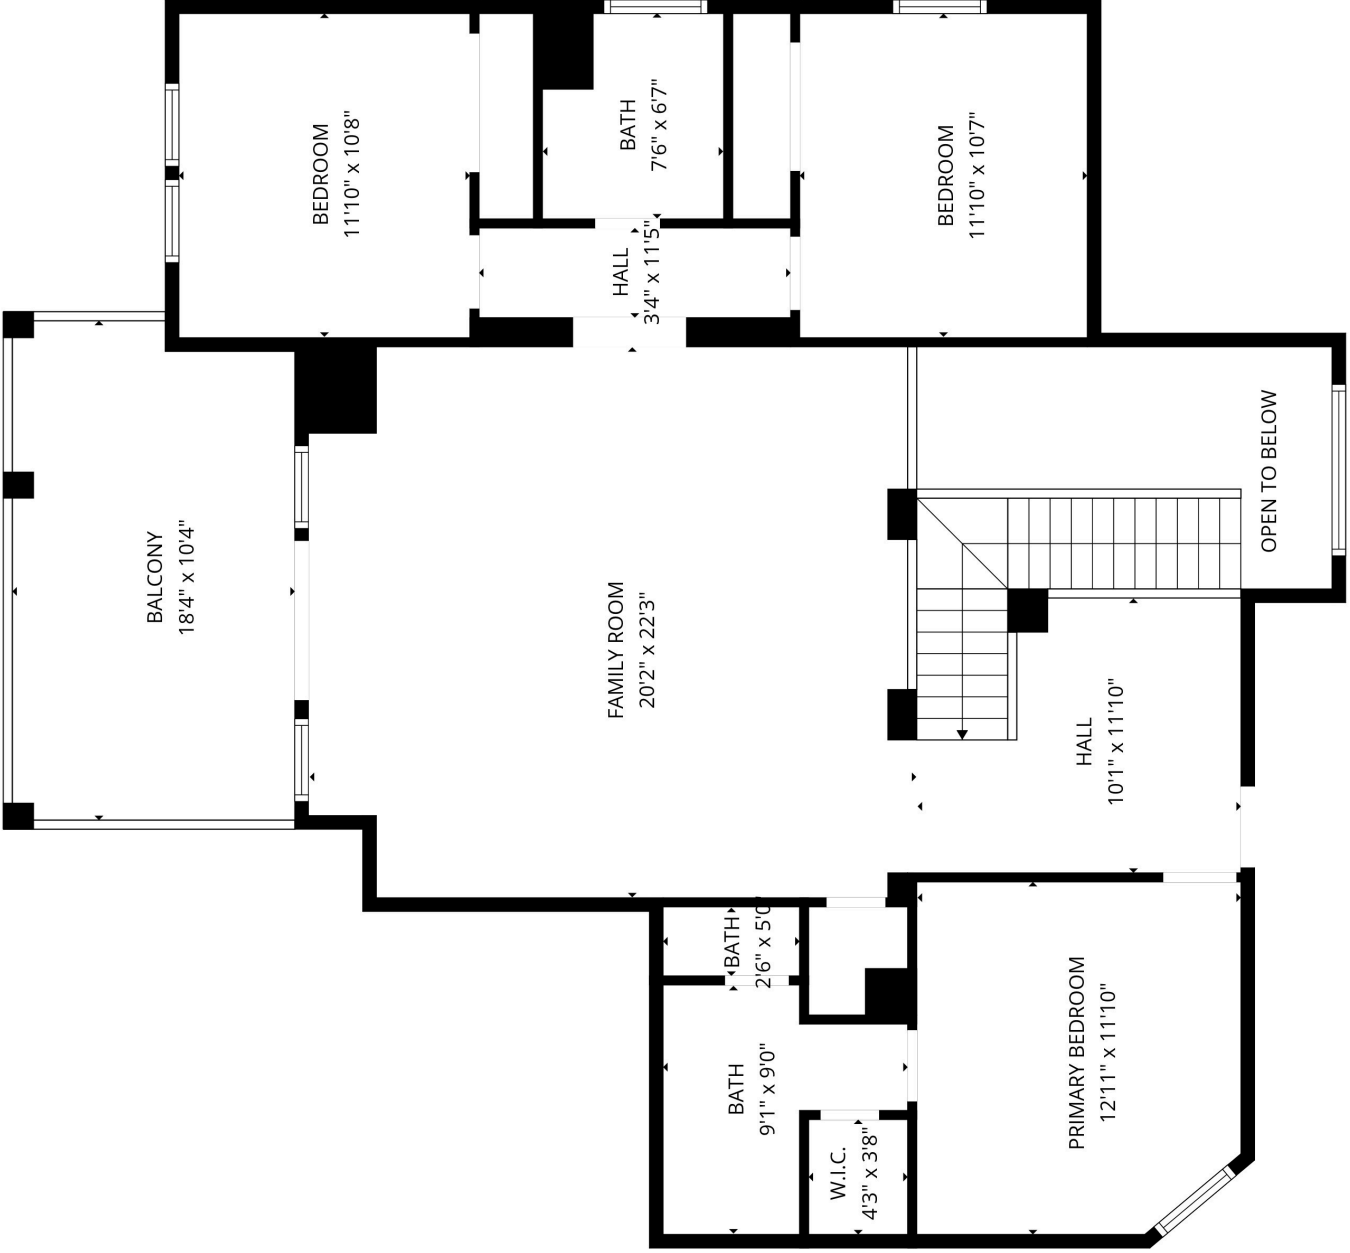 BEDROOM
11'10" x 10'8"
BATH
7'6" x 6'7"
BEDROOM
11'10" x 10'7"
HALL
3'4" x 11'5"
OPEN TO BELOW
BALCONY
18'4" x 10'4"
FAMILY ROOM
20'2" x 22'3"
HALL
10'1" x 11'10"
BATH
2'6" x 5'0"
BATH
9'1" x 9'0"
W.I.C.
4'3" x 3'8"
PRIMARY BEDROOM
12'11" x 11'10"